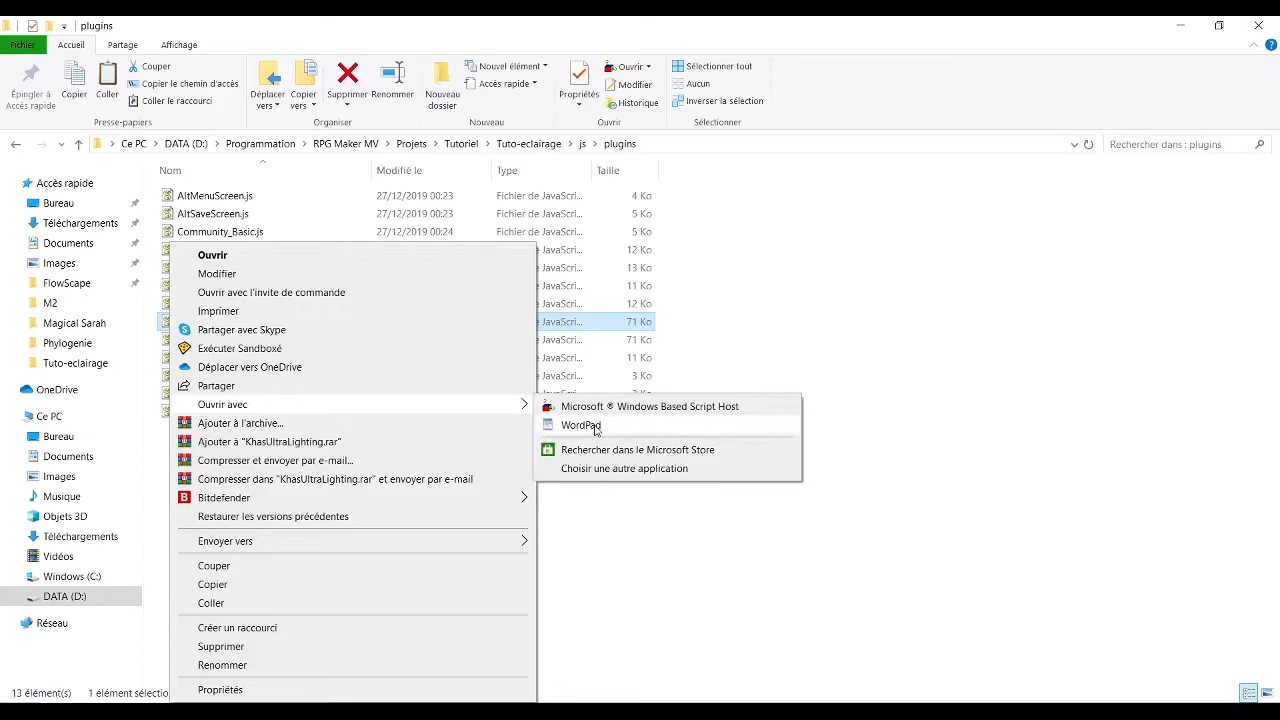 plugins
Fichier Accueil Partage Affichage
Épingler à Accès rapide
Copier
Coller
Couper
Copier le chemin d'accès
Coller le raccourci
Presse-papiers
Déplacer vers
Copier vers
Supprimer
Renommer
Organiser
Nouveau dossier
Nouvel élément
Accès rapide
Nouveau
Propriétés
Ouvrir
Modifier
Historique
Ouvrir
Sélectionner tout
Aucun
Inverser la sélection
Sélectionner
Ce PC > DATA (D:) > Programmation > RPG Maker MV > Projets > Tutoriel > Tuto-eclairage > js > plugins
Rechercher dans : plugins
Accès rapide
Bureau
Téléchargements
Documents
Images
FlowScape
M2
Magical Sarah
Phylogenie
Tuto-eclairage
OneDrive
Ce PC
Bureau
Documents
Images
Musique
Objets 3D
Téléchargements
Vidéos
Windows (C:)
DATA (D:)
Réseau
Nom Modifié le Type Taille
AltMenuScreen.js 27/12/2019 00:23 Fichier de JavaScri... 4 Ko
AltSaveScreen.js 27/12/2019 00:23 Fichier de JavaScri... 5 Ko
Community_Basic.js 27/12/2019 00:24 Fichier de JavaScri... 5 Ko
e JavaScri... 12 Ko
e JavaScri... 13 Ko
e JavaScri... 11 Ko
e JavaScri... 12 Ko
e JavaScri... 71 Ko
e JavaScri... 71 Ko
e JavaScri... 11 Ko
e JavaScri... 3 Ko
Ouvrir
Modifier
Ouvrir avec l'invite de commande
Imprimer
Partager avec Skype
Exécuter Sandboxé
Déplacer vers OneDrive
Partager
Ouvrir avec
Ajouter à l'archive...
Ajouter à "KhasUltraLighting.rar"
Compresser et envoyer par e-mail...
Compresser dans "KhasUltraLighting.rar" et envoyer par e-mail
Bitdefender
Restaurer les versions précédentes
Envoyer vers
Couper
Copier
Coller
Créer un raccourci
Supprimer
Renommer
Propriétés
Microsoft ® Windows Based Script Host
WordPad
Rechercher dans le Microsoft Store
Choisir une autre application
13 élément(s) 1 élément sélectio